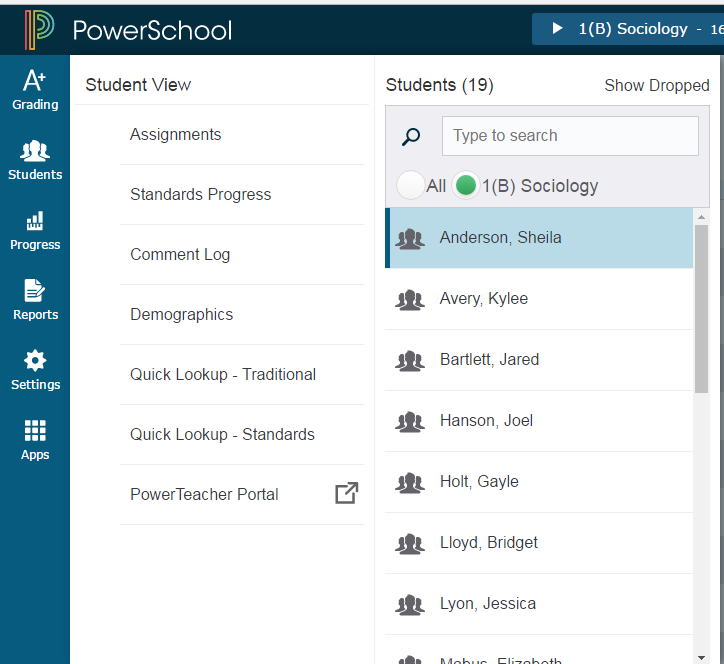 PowerSchool
1(B) Sociology - 16
A+
Grading
Students
Progress
Reports
Settings
Apps
Student View
Assignments
Standards Progress
Comment Log
Demographics
Quick Lookup - Traditional
Quick Lookup - Standards
PowerTeacher Portal
Students (19)
Show Dropped
Type to search
All 1(B) Sociology
Anderson, Sheila
Avery, Kylee
Bartlett, Jared
Hanson, Joel
Holt, Gayle
Lloyd, Bridget
Lyon, Jessica
Mabus, Elizabeth